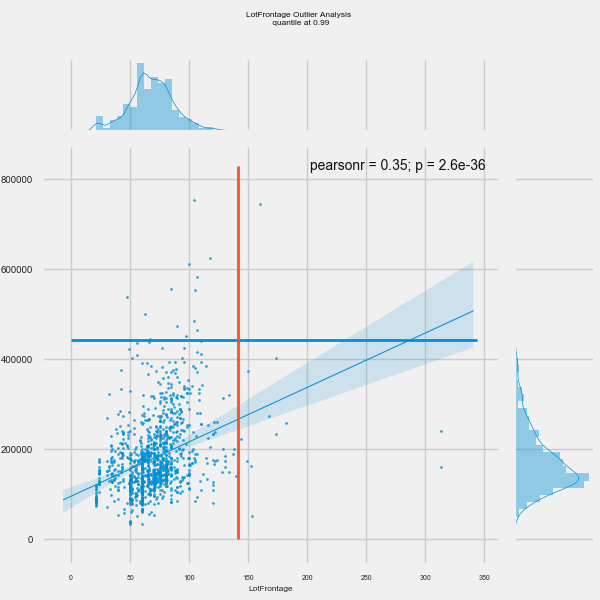 LotFrontage Outlier Analysis
quantile at 0.99
pearsonr = 0.35; p = 2.6e-36
800000
600000
400000
200000
0
0 50 100 150 200 250 300 350
LotFrontage